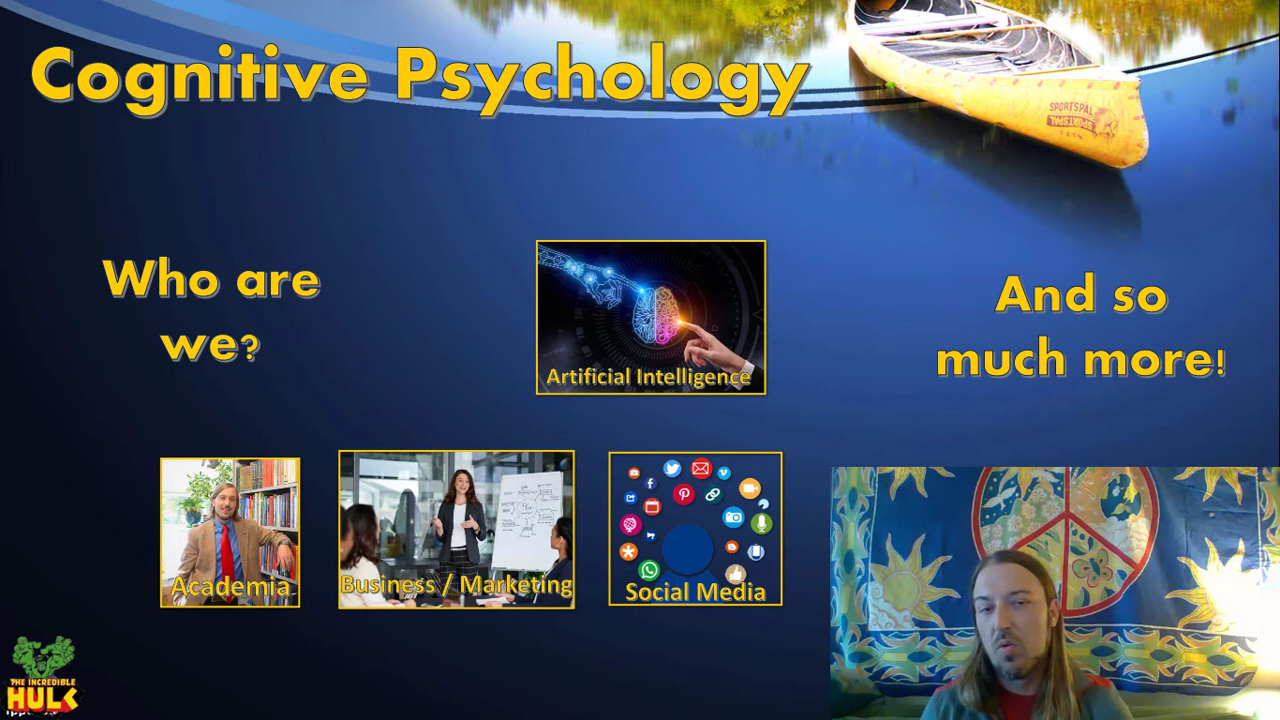 Cognitive Psychology
SPORTSPAL
Who are
we?
Artificial Intelligence
And so
much more!
Academia
Business / Marketing
Social Media
THE INCREDIBLE
HULK